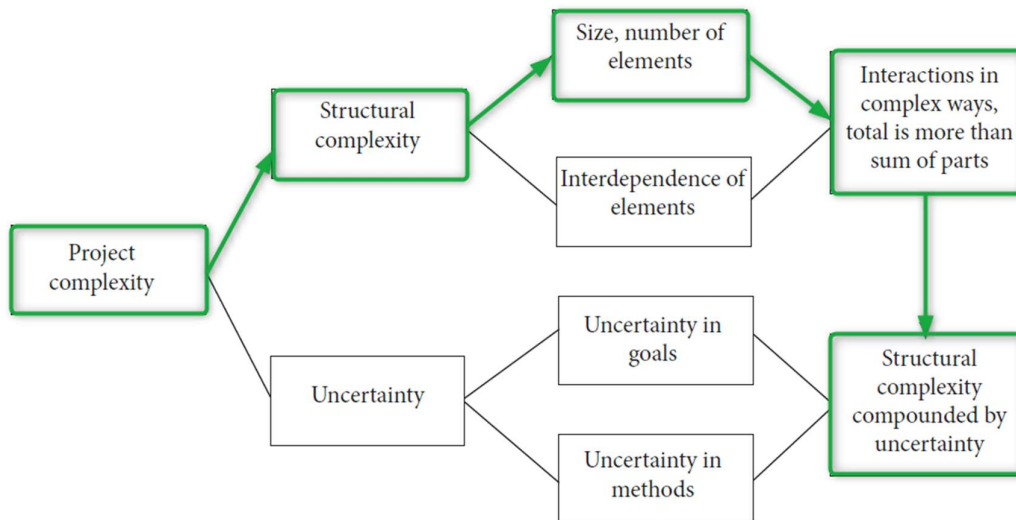 Size, number of
elements
Structural
complexity
Interactions in
complex ways,
total is more than
sum of parts
Interdependence of
elements
Project
complexity
Uncertainty in
goals
Uncertainty
Structural
complexity
compounded by
uncertainty
Uncertainty in
methods